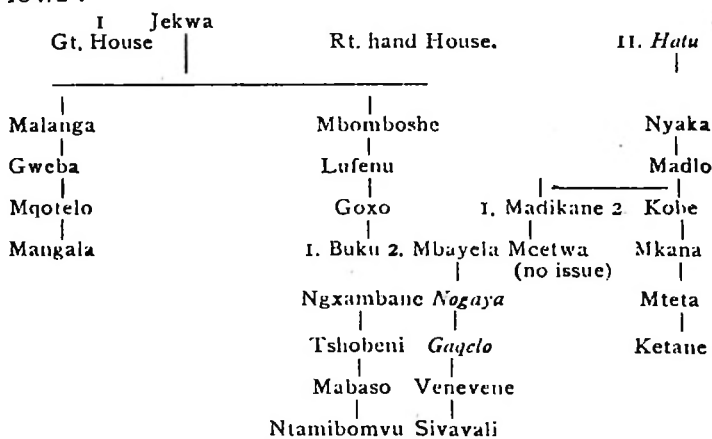 I Jekwa
Gt. House Rt. hand House. II. Hatu
Malanga Mbomboshe Nyaka
Gweba Lufenu Madlo
Mqotelo Goxo I. Madikane 2. Kobe
Mangala I. Buku 2. Mbayela Mcetwa Mkana
(no issue)
Ngxambane Nogaya Mteta
Tshobeni Gaqelo Ketane
Mabaso Venevene
Ntamibomvu Sivavali